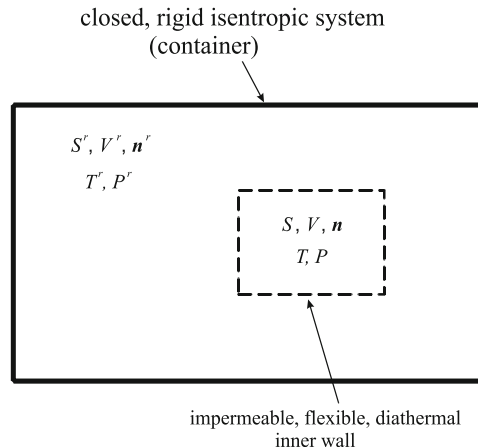 closed, rigid isentropic system
(container)
S^r, V^r, n^r
T^r, P^r
S, V, n
T, P
impermeable, flexible, diathermal
inner wall